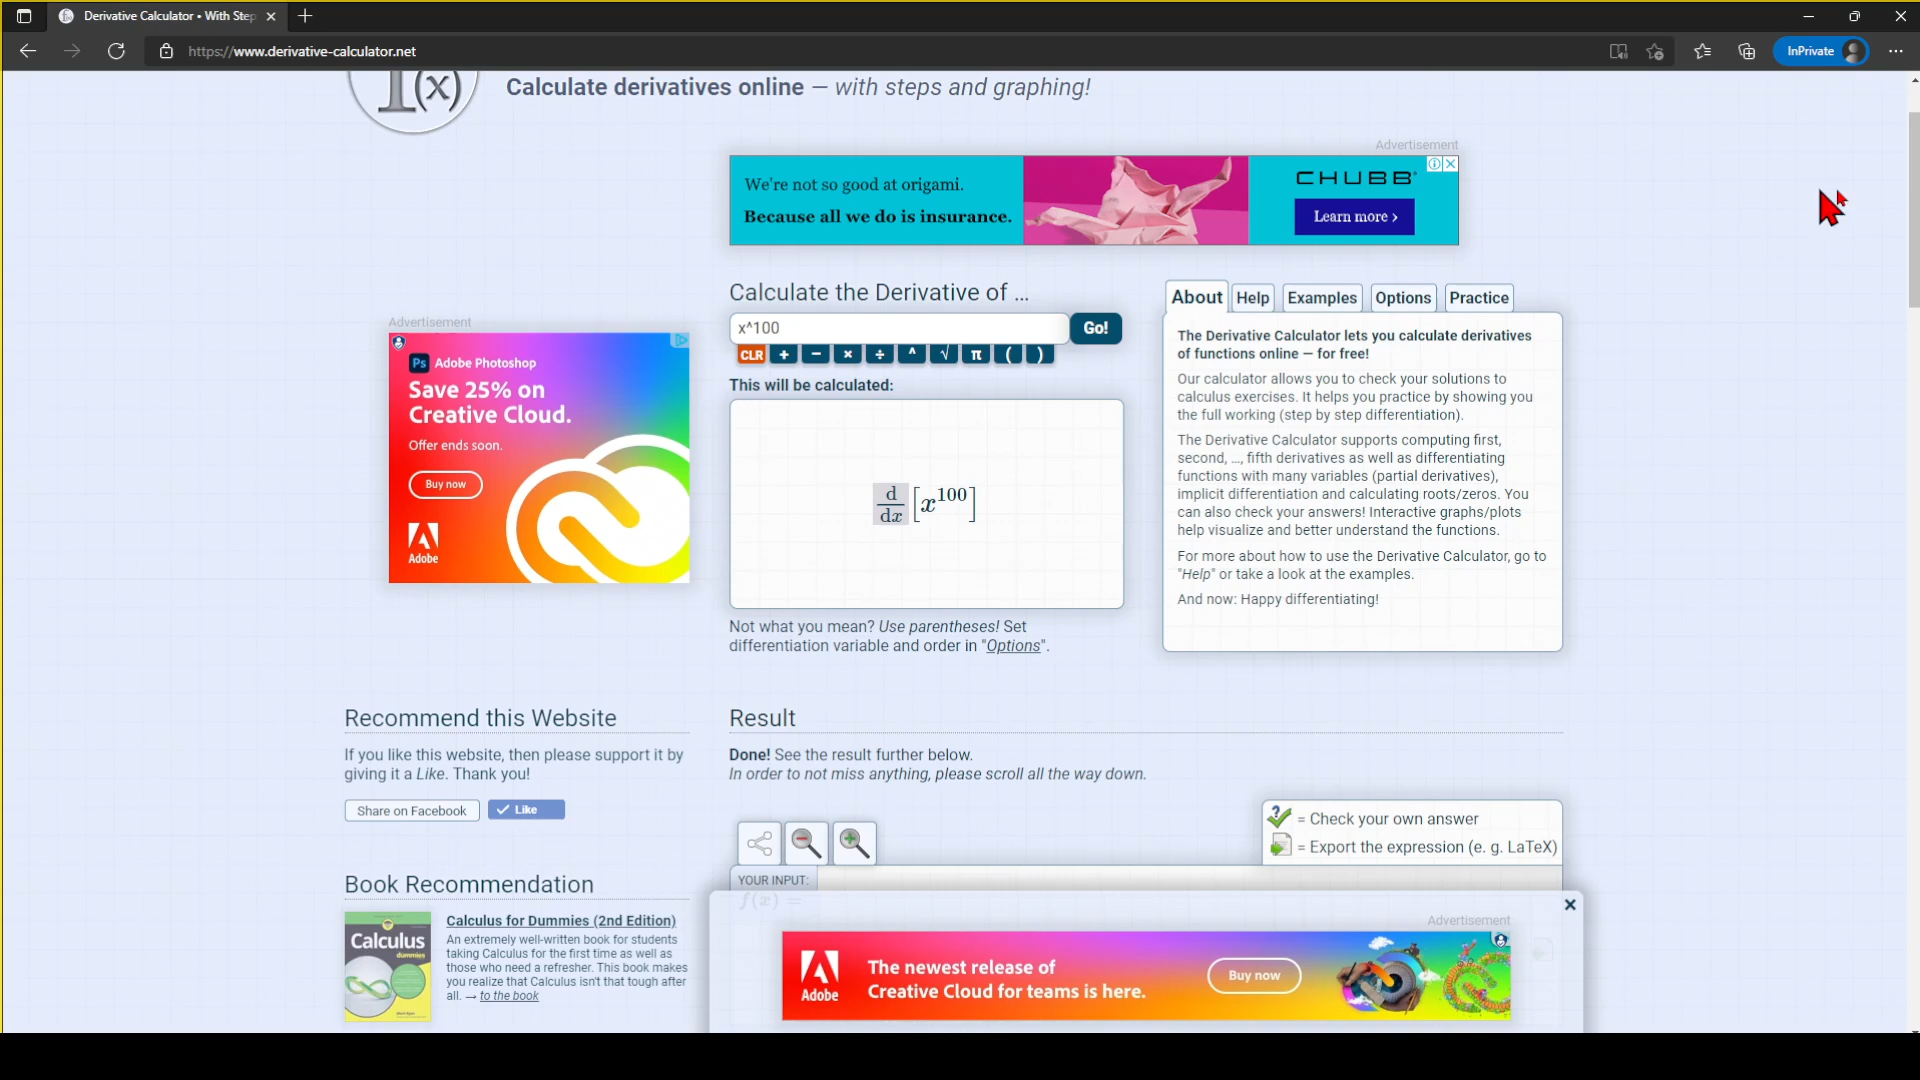 Derivative Calculator • With Step
https://www.derivative-calculator.net
InPrivate
f(x)
Calculate derivatives online – with steps and graphing!
Advertisement
We're not so good at origami.
Because all we do is insurance.
CHUBB
Learn more >
Calculate the Derivative of ...
x^100
Go!
CLR + − × ÷ ^ √ π ( )
This will be calculated:
d/dx [x^100]
Not what you mean? Use parentheses! Set
differentiation variable and order in "Options".
About Help Examples Options Practice
The Derivative Calculator lets you calculate derivatives
of functions online – for free!
Our calculator allows you to check your solutions to
calculus exercises. It helps you practice by showing you
the full working (step by step differentiation).
The Derivative Calculator supports computing first,
second, ..., fifth derivatives as well as differentiating
functions with many variables (partial derivatives),
implicit differentiation and calculating roots/zeros. You
can also check your answers! Interactive graphs/plots
help visualize and better understand the functions.
For more about how to use the Derivative Calculator, go to
"Help" or take a look at the examples.
And now: Happy differentiating!
Advertisement
Ps Adobe Photoshop
Save 25% on
Creative Cloud.
Offer ends soon.
Buy now
Adobe
Recommend this Website
If you like this website, then please support it by
giving it a Like. Thank you!
Share on Facebook
Like
Book Recommendation
Calculus
dummies
Calculus for Dummies (2nd Edition)
An extremely well-written book for students
taking Calculus for the first time as well as
those who need a refresher. This book makes
you realize that Calculus isn't that tough after
all. → to the book
Result
Done! See the result further below.
In order to not miss anything, please scroll all the way down.
= Check your own answer
= Export the expression (e. g. LaTeX)
YOUR INPUT:
f(x) =
Advertisement
Adobe
The newest release of
Creative Cloud for teams is here.
Buy now